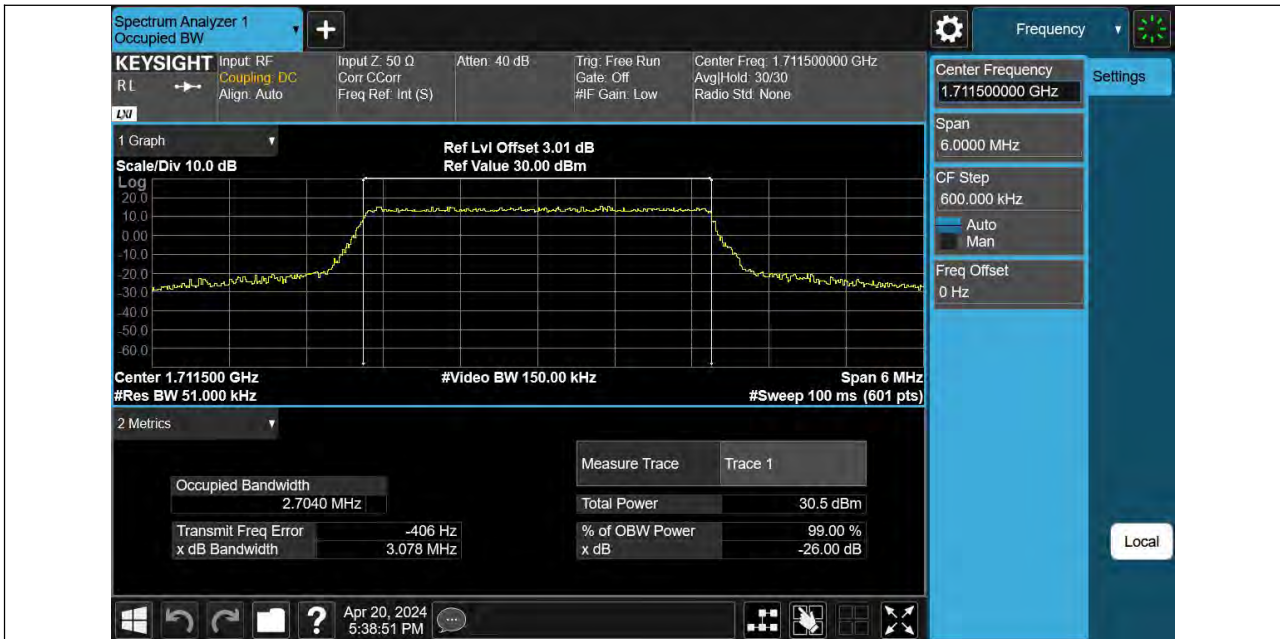 Spectrum Analyzer 1
Occupied BW
+
Frequency
KEYSIGHT
RL
LXI
Input: RF
Coupling: DC
Align: Auto
Input Z: 50 Ω
Corr CCorr
Freq Ref: Int (S)
Atten: 40 dB
Trig: Free Run
Gate: Off
#IF Gain: Low
Center Freq: 1.711500000 GHz
Avg|Hold: 30/30
Radio Std: None
Center Frequency
1.711500000 GHz
Settings
Span
6.0000 MHz
CF Step
600.000 kHz
Auto
Man
Freq Offset
0 Hz
Local
1 Graph
Scale/Div 10.0 dB
Ref Lvl Offset 3.01 dB
Ref Value 30.00 dBm
Log
20.0
10.0
0.00
-10.0
-20.0
-30.0
-40.0
-50.0
-60.0
Center 1.711500 GHz
#Video BW 150.00 kHz
Span 6 MHz
#Res BW 51.000 kHz
#Sweep 100 ms (601 pts)
2 Metrics
Occupied Bandwidth
2.7040 MHz
Transmit Freq Error -406 Hz
x dB Bandwidth 3.078 MHz
Measure Trace Trace 1
Total Power 30.5 dBm
% of OBW Power 99.00 %
x dB -26.00 dB
?
Apr 20, 2024
5:38:51 PM